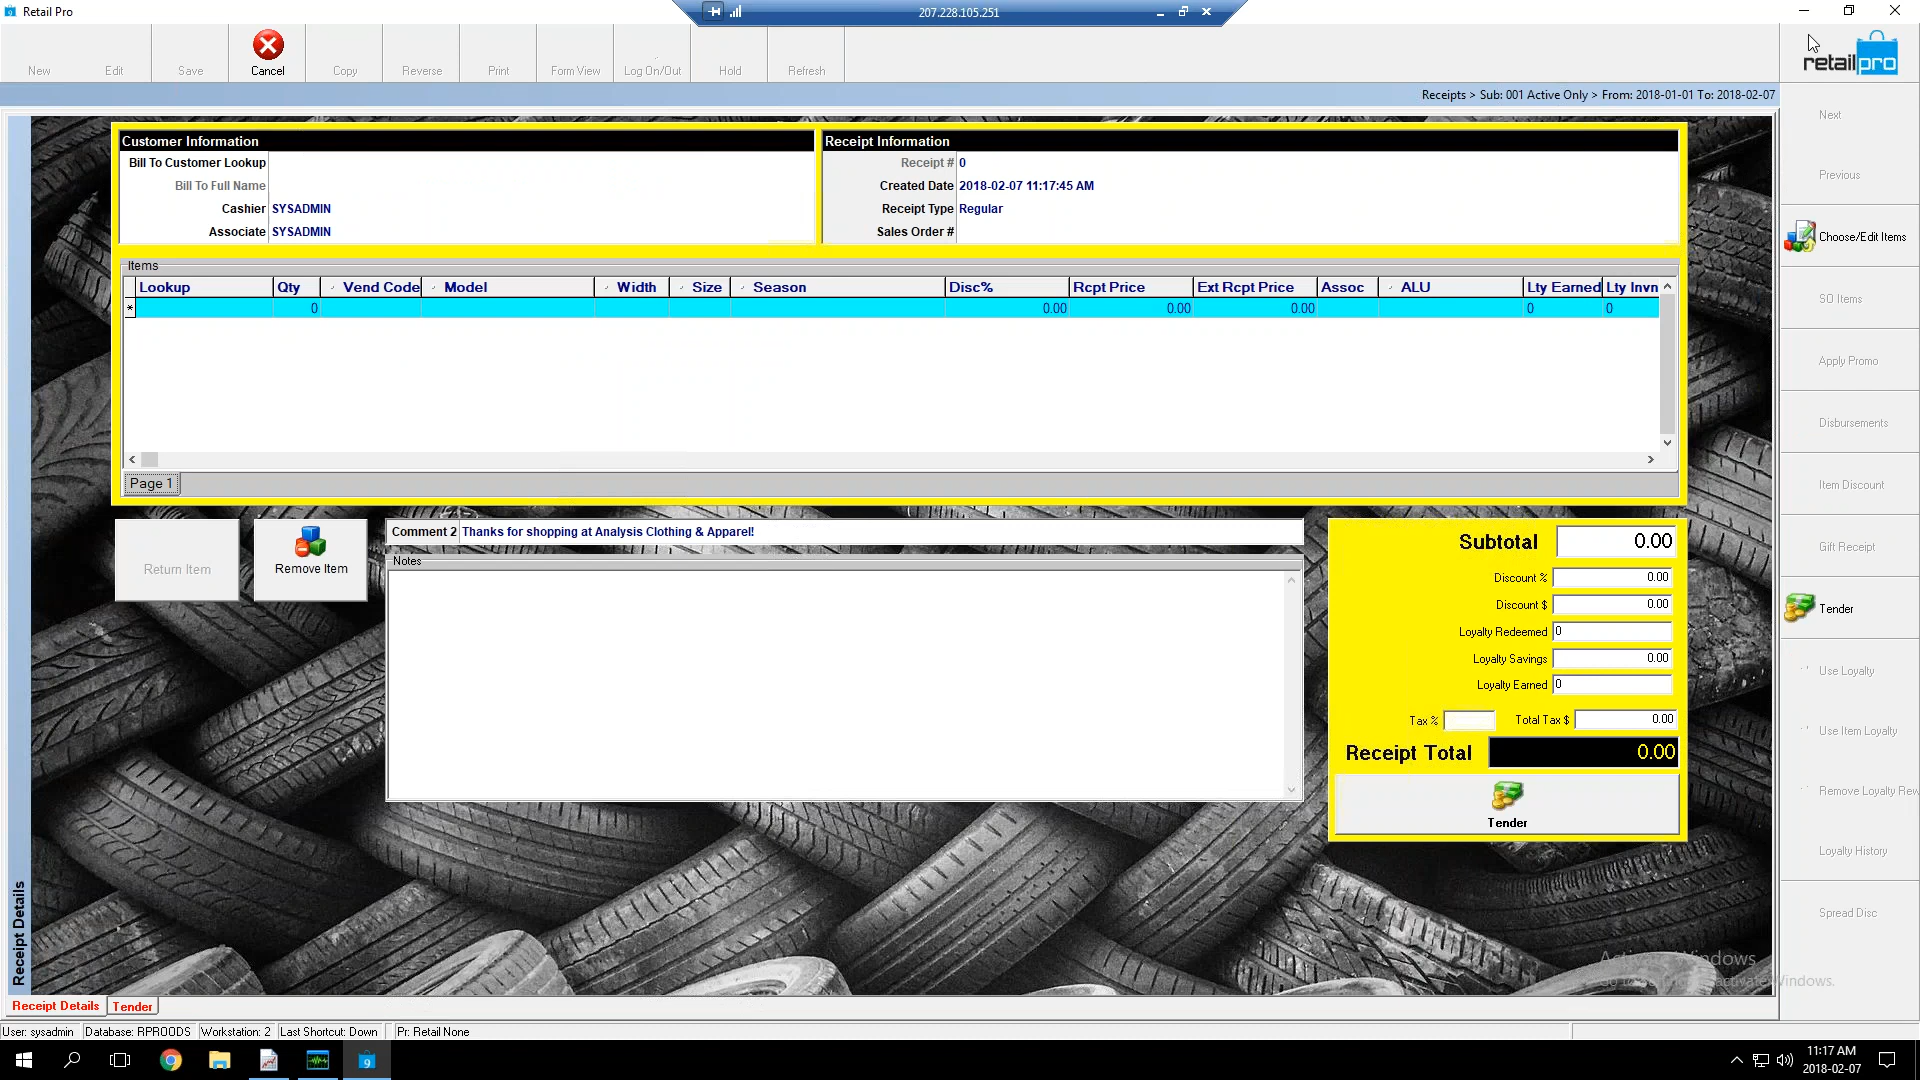 Retail Pro
207.228.105.251
New
Edit
Save
Cancel
Copy
Reverse
Print
Form View
Log On/Out
Hold
Refresh
retail pro
Receipts > Sub: 001 Active Only > From: 2018-01-01 To: 2018-02-07
Customer Information
Bill To Customer Lookup
Bill To Full Name
Cashier SYSADMIN
Associate SYSADMIN
Receipt Information
Receipt # 0
Created Date 2018-02-07 11:17:45 AM
Receipt Type Regular
Sales Order #
Items
Lookup Qty Vend Code Model Width Size Season Disc% Rcpt Price Ext Rcpt Price Assoc ALU Lty Earned Lty Invn
* 0 0.00 0.00 0.00 0 0
Page 1
Return Item
Remove Item
Comment 2 Thanks for shopping at Analysis Clothing & Apparel!
Notes
Subtotal 0.00
Discount % 0.00
Discount $ 0.00
Loyalty Redeemed 0
Loyalty Savings 0.00
Loyalty Earned 0
Tax % Total Tax $ 0.00
Receipt Total 0.00
Tender
Next
Previous
Choose/Edit Items
SO Items
Apply Promo
Disbursements
Item Discount
Gift Receipt
Tender
Use Loyalty
Use Item Loyalty
Remove Loyalty Rew
Loyalty History
Spread Disc
Receipt Details
Receipt Details
Tender
User: sysadmin Database: RPROODS Workstation: 2 Last Shortcut: Down Pr: Retail None
9
11:17 AM
2018-02-07